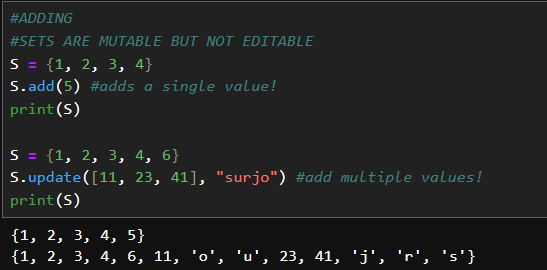 #ADDING
#SETS ARE MUTABLE BUT NOT EDITABLE
S = {1, 2, 3, 4}
S.add(5) #adds a single value!
print(S)
S = {1, 2, 3, 4, 6}
S.update([11, 23, 41], "surjo") #add multiple values!
print(S)
{1, 2, 3, 4, 5}
{1, 2, 3, 4, 6, 11, 'o', 'u', 23, 41, 'j', 'r', 's'}